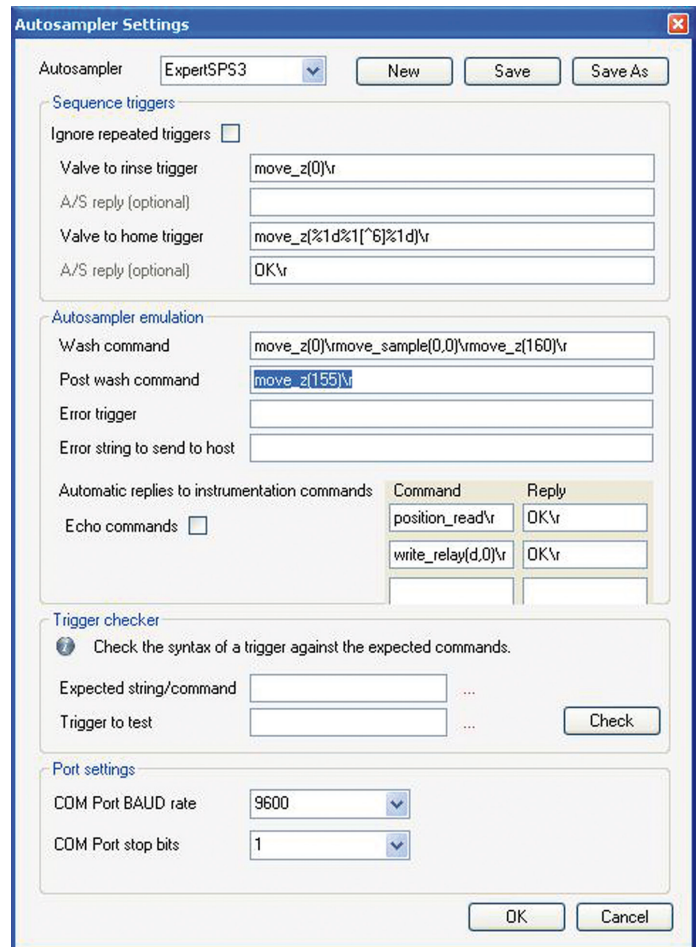 Autosampler Settings
Autosampler ExpertSPS3 New Save Save As
Sequence triggers
Ignore repeated triggers
Valve to rinse trigger move_z(0)\r
A/S reply (optional)
Valve to home trigger move_z(%1d%1[^6]%1d)\r
A/S reply (optional) OK\r
Autosampler emulation
Wash command move_z(0)\rmove_sample(0,0)\rmove_z(160)\r
Post wash command move_z(155)\r
Error trigger
Error string to send to host
Automatic replies to instrumentation commands Command Reply
position_read\r OK\r
Echo commands
write_relay(d,0)\r OK\r
Trigger checker
Check the syntax of a trigger against the expected commands.
Expected string/command ...
Trigger to test ... Check
Port settings
COM Port BAUD rate 9600
COM Port stop bits 1
OK Cancel